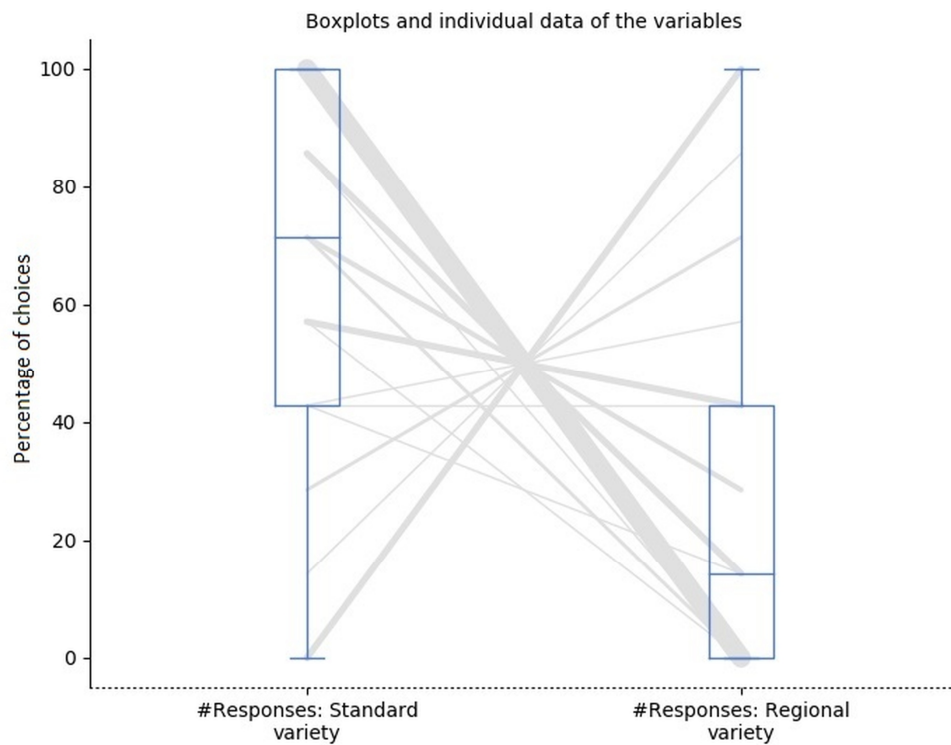 Boxplots and individual data of the variables
100
80
60
40
20
0
Percentage of choices
#Responses: Standard
variety
#Responses: Regional
variety